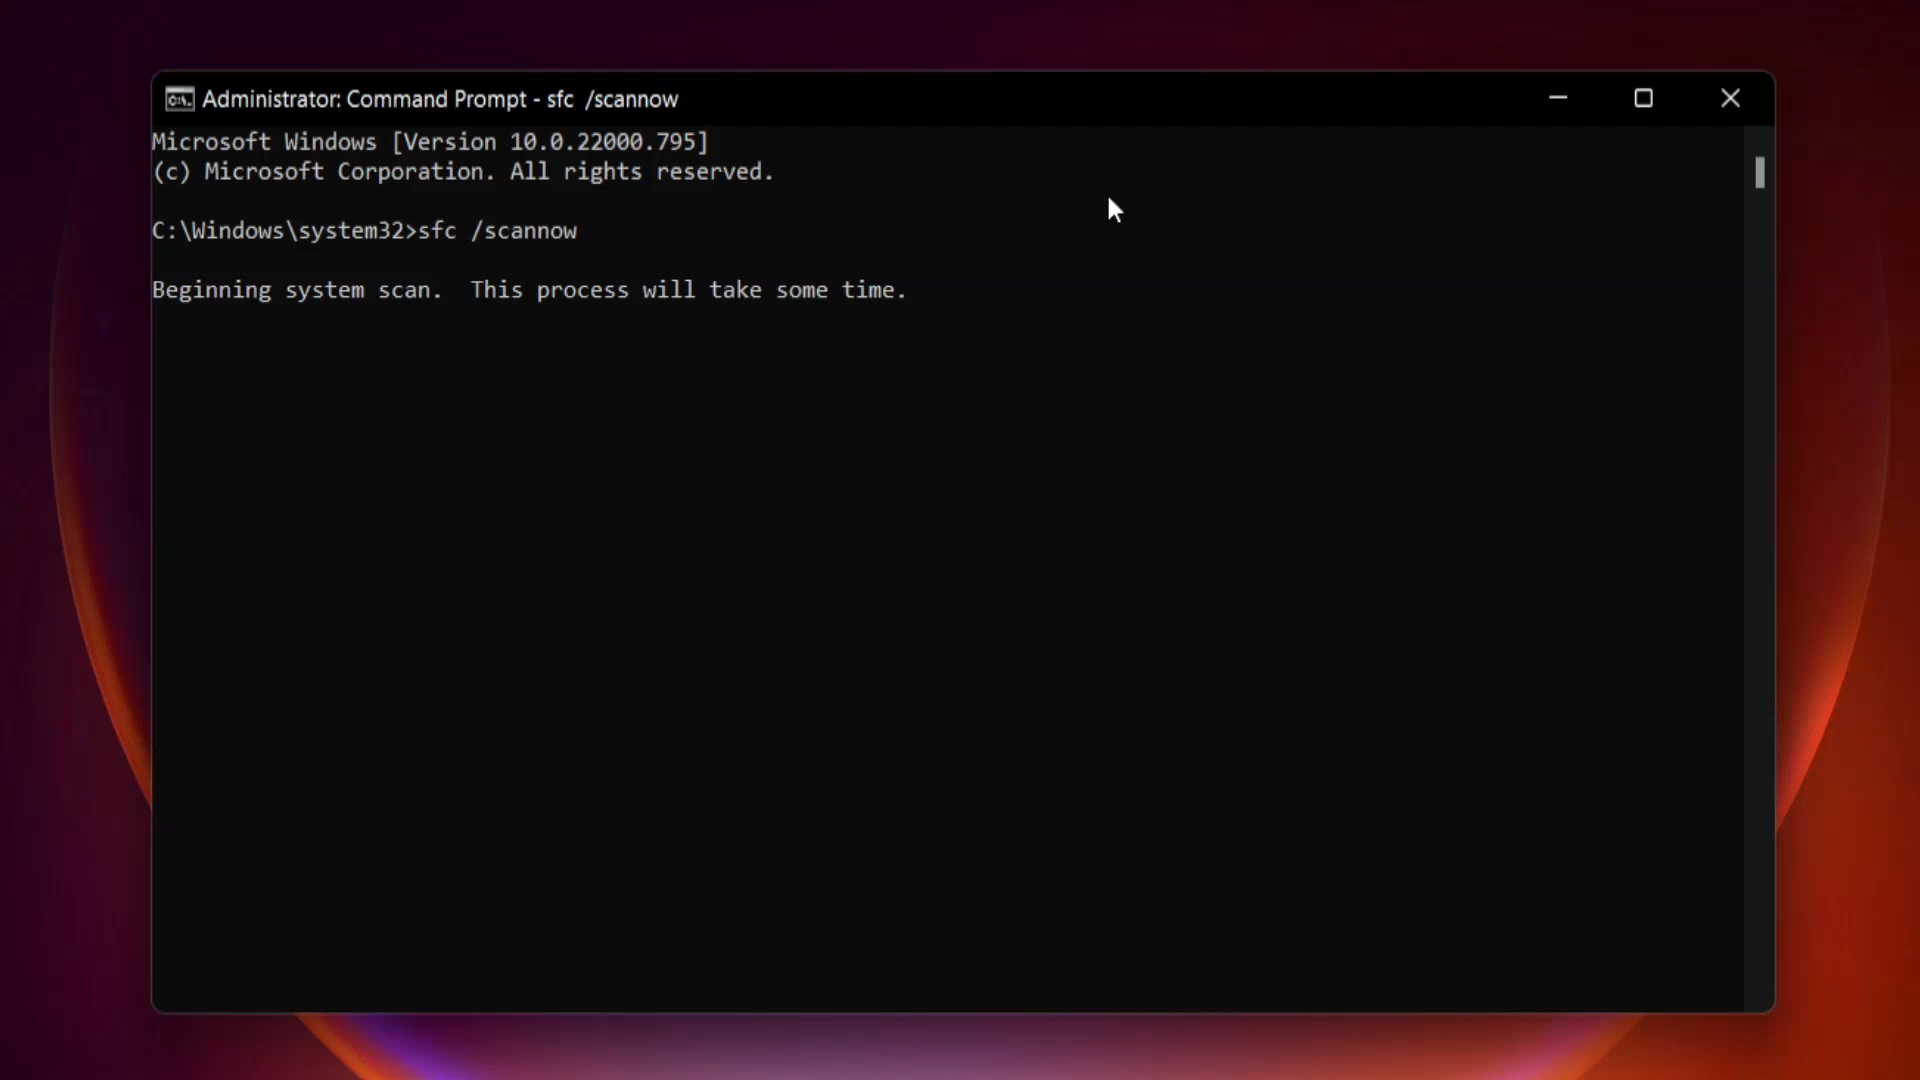 Administrator: Command Prompt - sfc  /scannow
Microsoft Windows [Version 10.0.22000.795]
(c) Microsoft Corporation. All rights reserved.
C:\Windows\system32>sfc /scannow
Beginning system scan.  This process will take some time.